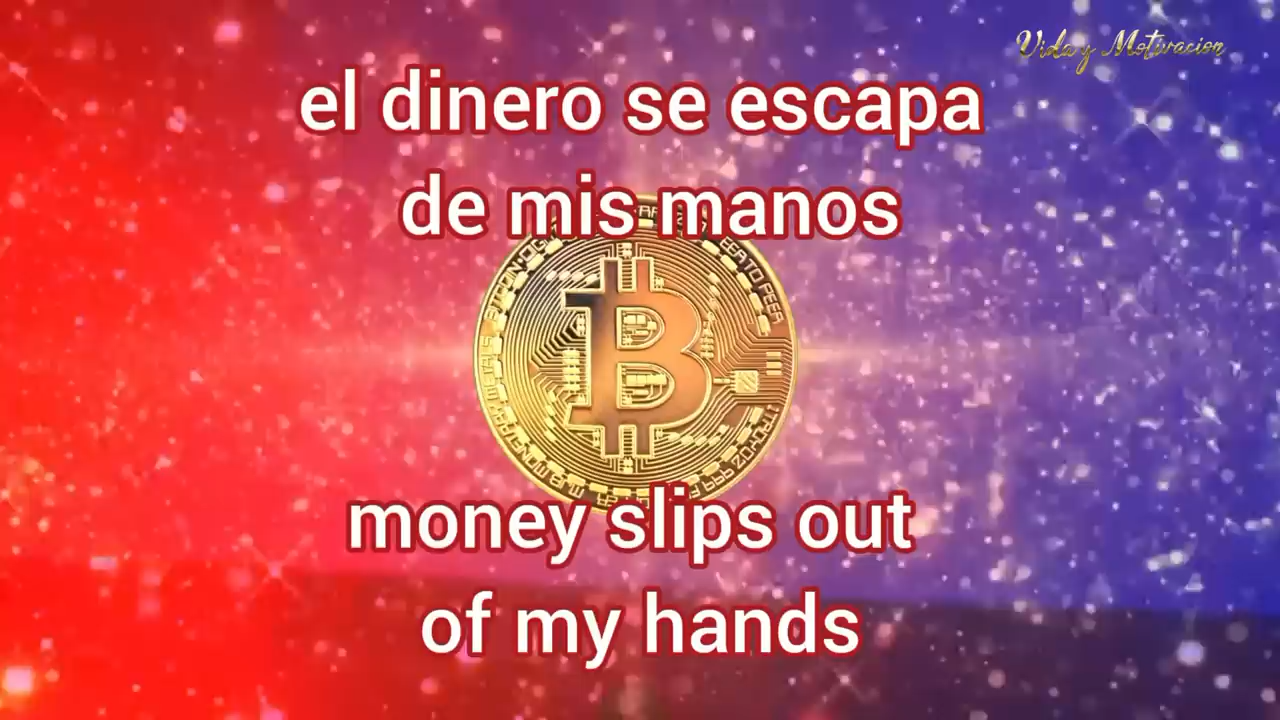 Vida y Motivacion
el dinero se escapa
de mis manos
money slips out
of my hands